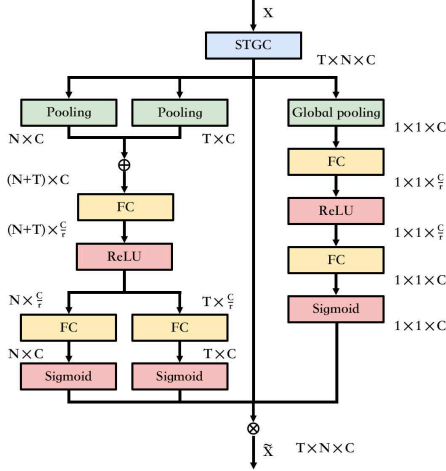 X
STGC
T×N×C
Pooling Pooling Global pooling
N×C T×C 1×1×C
⊕ FC
(N+T)×C 1×1×C/r
FC ReLU
(N+T)×C/r 1×1×C/r
ReLU FC
N×C/r T×C/r 1×1×C
FC FC Sigmoid
N×C T×C 1×1×C
Sigmoid Sigmoid
⊗
X̃ T×N×C